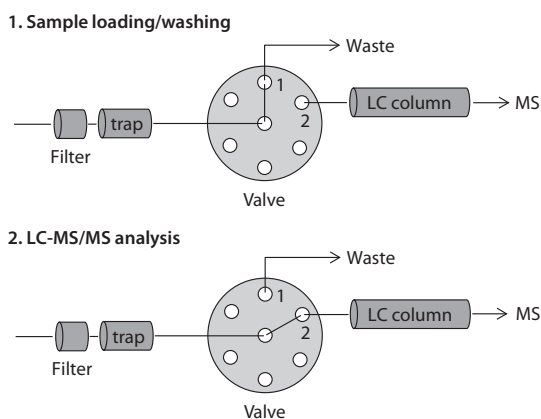 1. Sample loading/washing
Waste
1
LC column
MS
trap
2
Filter
Valve
2. LC-MS/MS analysis
Waste
1
LC column
MS
trap
2
Filter
Valve